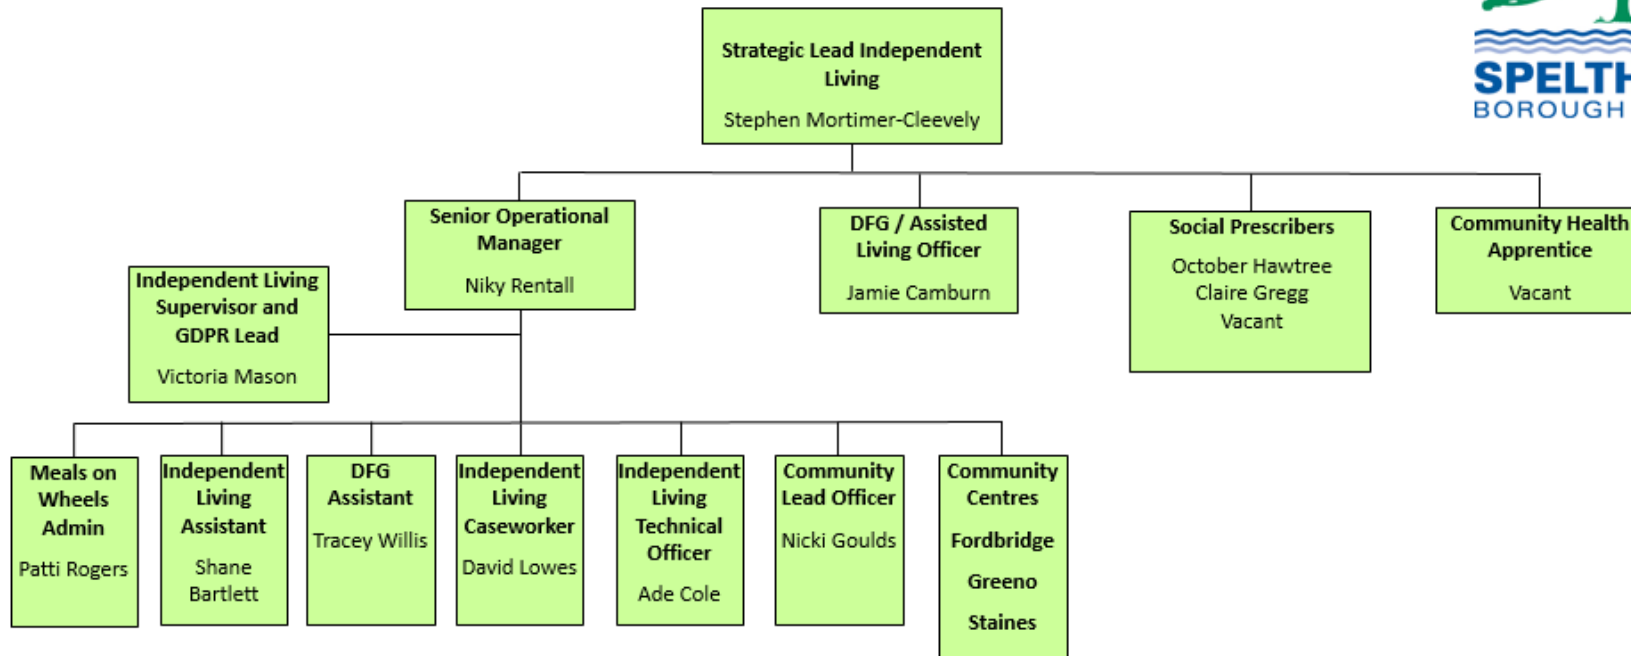 Strategic Lead Independent
Living
Stephen Mortimer-Cleevely
SPELTH
BOROUGH
Senior Operational
Manager
Niky Rentall
DFG / Assisted
Living Officer
Jamie Camburn
Social Prescribers
October Hawtree
Claire Gregg
Vacant
Community Health
Apprentice
Vacant
Independent Living
Supervisor and
GDPR Lead
Victoria Mason
Meals on
Wheels
Admin
Patti Rogers
Independent
Living
Assistant
Shane
Bartlett
DFG
Assistant
Tracey Willis
Independent
Living
Caseworker
David Lowes
Independent
Living
Technical
Officer
Ade Cole
Community
Lead Officer
Nicki Goulds
Community
Centres
Fordbridge
Greeno
Staines